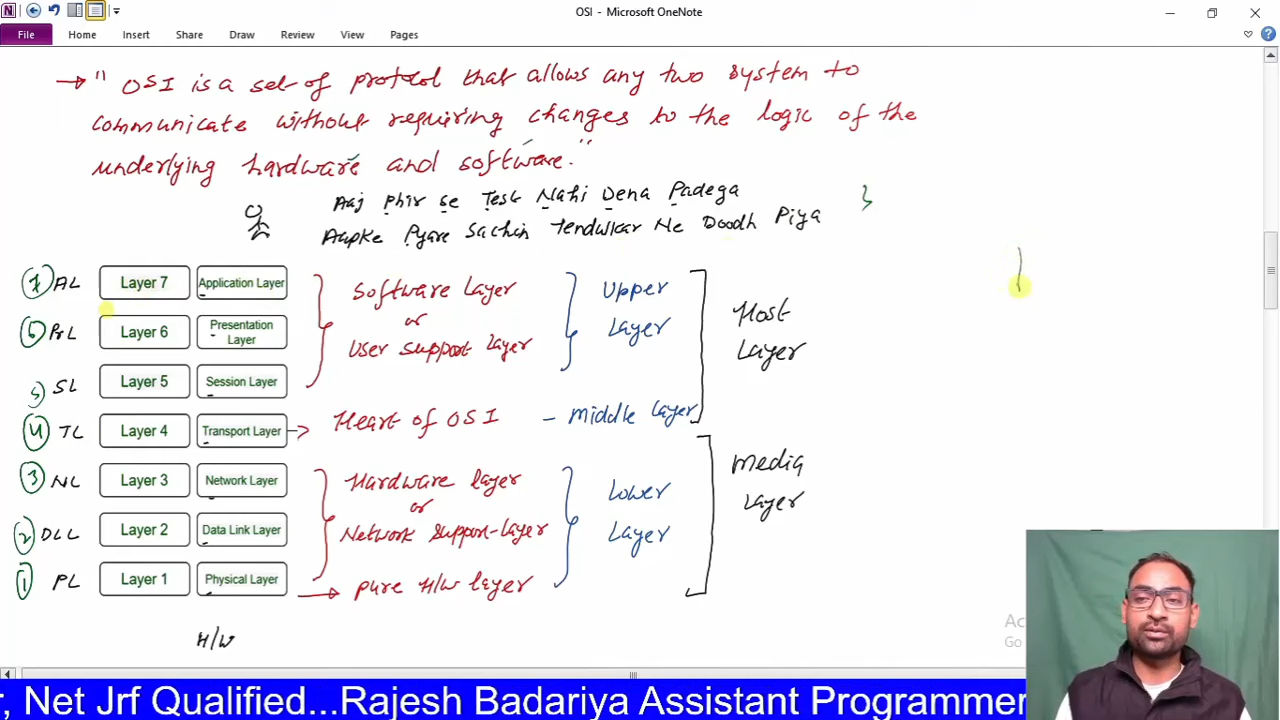 OSI - Microsoft OneNote
File Home Insert Share Draw Review View Pages
→ " OSI is a set of protocol that allows any two system to
communicate without requiring changes to the logic of the
underlying hardware and software."
Aaj Phir se Test Nahi Dena Padega
Aapke Pyare Sachin Tendulkar Ne Doodh Piya
7 AL Layer 7 Application Layer
6 PrL Layer 6 Presentation Layer
5 SL Layer 5 Session Layer
4 TL Layer 4 Transport Layer
3 NL Layer 3 Network Layer
2 DLL Layer 2 Data Link Layer
1 PL Layer 1 Physical Layer
Software Layer
or
User Support Layer
Upper
Layer
Host
Layer
Heart of OSI - Middle Layer
Hardware layer
or
Network Support-Layer
Lower
Layer
Media
Layer
→ pure H/W layer
H/W
Ac
Go
r, Net Jrf Qualified...Rajesh Badariya Assistant Programmer